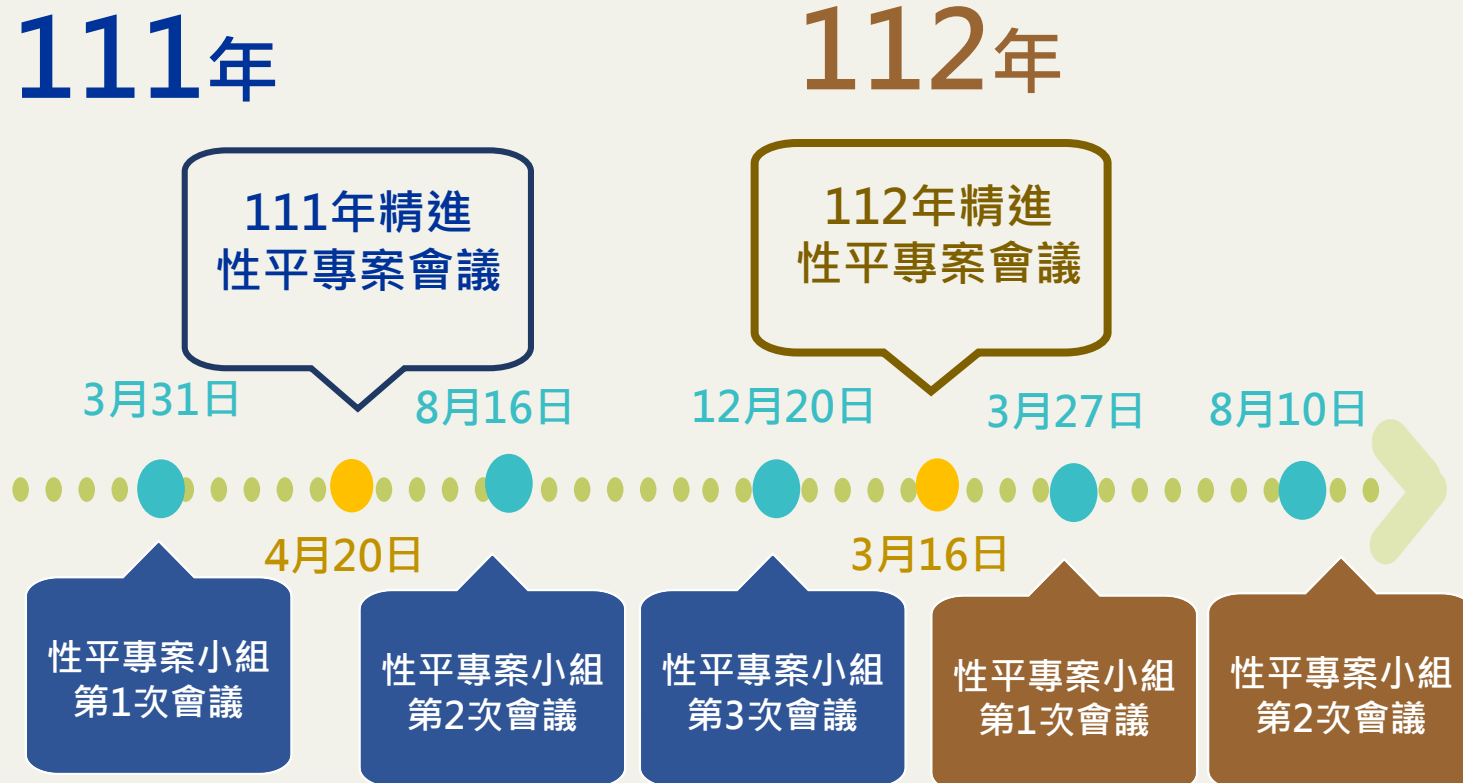 111年
112年
111年精進
性平專案會議
112年精進
性平專案會議
3月31日
8月16日
12月20日
3月27日
8月10日
4月20日
3月16日
性平專案小組
第1次會議
性平專案小組
第2次會議
性平專案小組
第3次會議
性平專案小組
第1次會議
性平專案小組
第2次會議